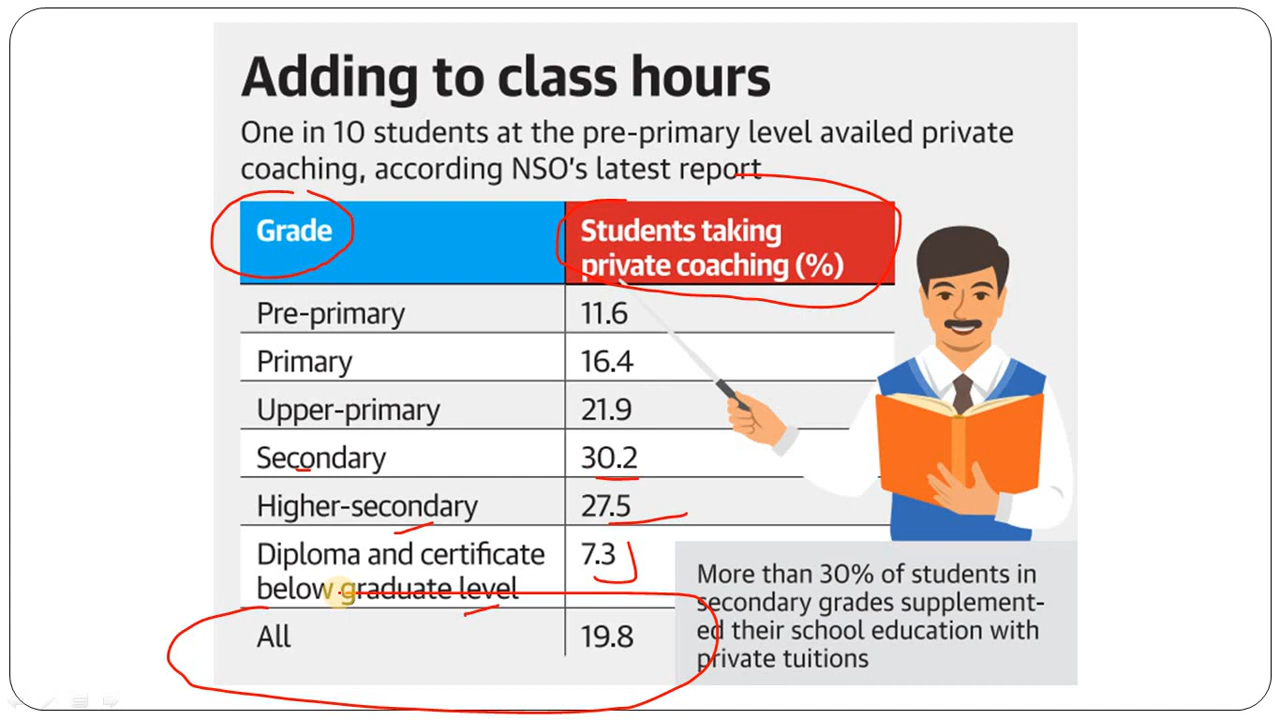 Adding to class hours
One in 10 students at the pre-primary level availed private
coaching, according NSO's latest report
Grade
Students taking
private coaching (%)
Pre-primary 11.6
Primary 16.4
Upper-primary 21.9
Secondary 30.2
Higher-secondary 27.5
Diploma and certificate 7.3
below graduate level
All 19.8
More than 30% of students in
secondary grades supplement-
ed their school education with
private tuitions